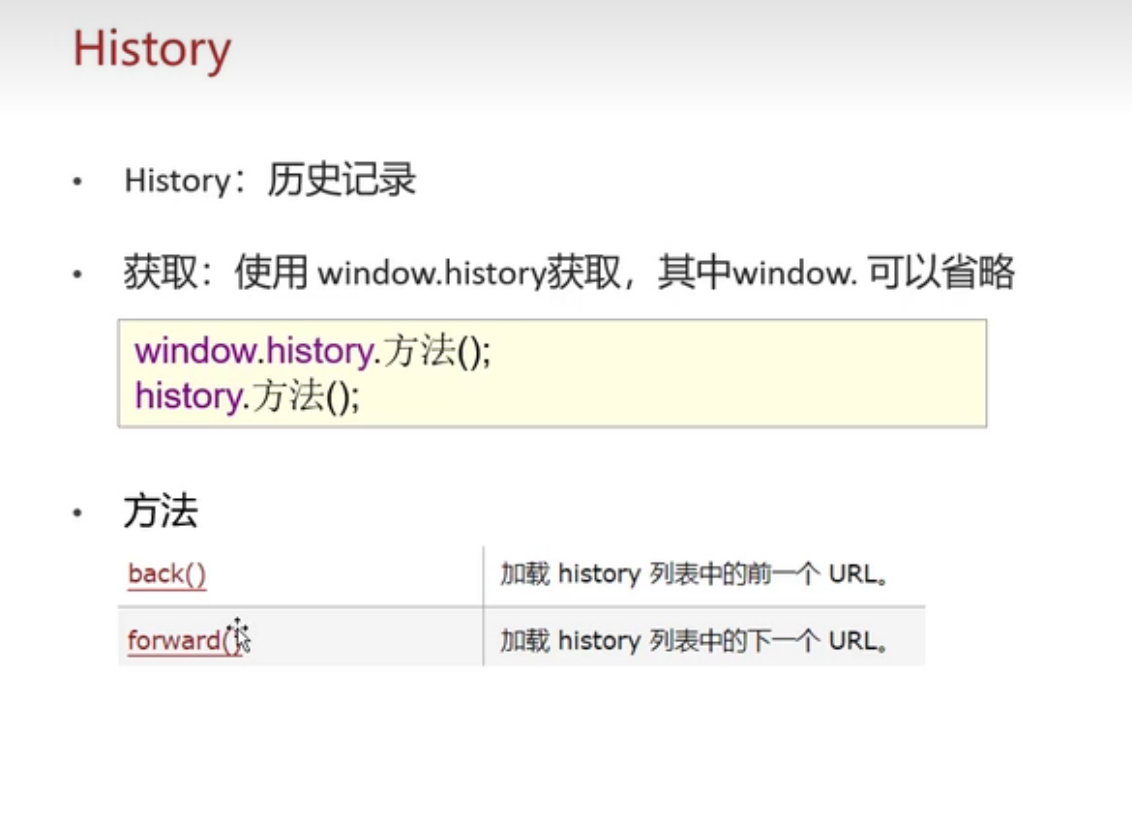 History
• History：历史记录
• 获取：使用 window.history获取，其中window. 可以省略
window.history.方法();
history.方法();
• 方法
back() 加载 history 列表中的前一个 URL。
forward() 加载 history 列表中的下一个 URL。